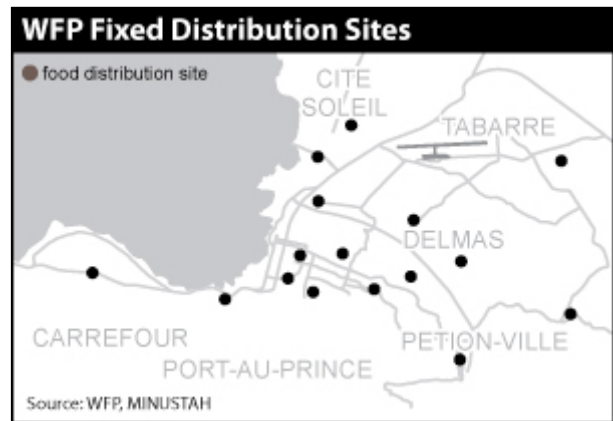 WFP Fixed Distribution Sites
food distribution site
CITE
SOLEIL
TABARRE
DELMAS
CARREFOUR
PETION-VILLE
PORT-AU-PRINCE
Source: WFP, MINUSTAH